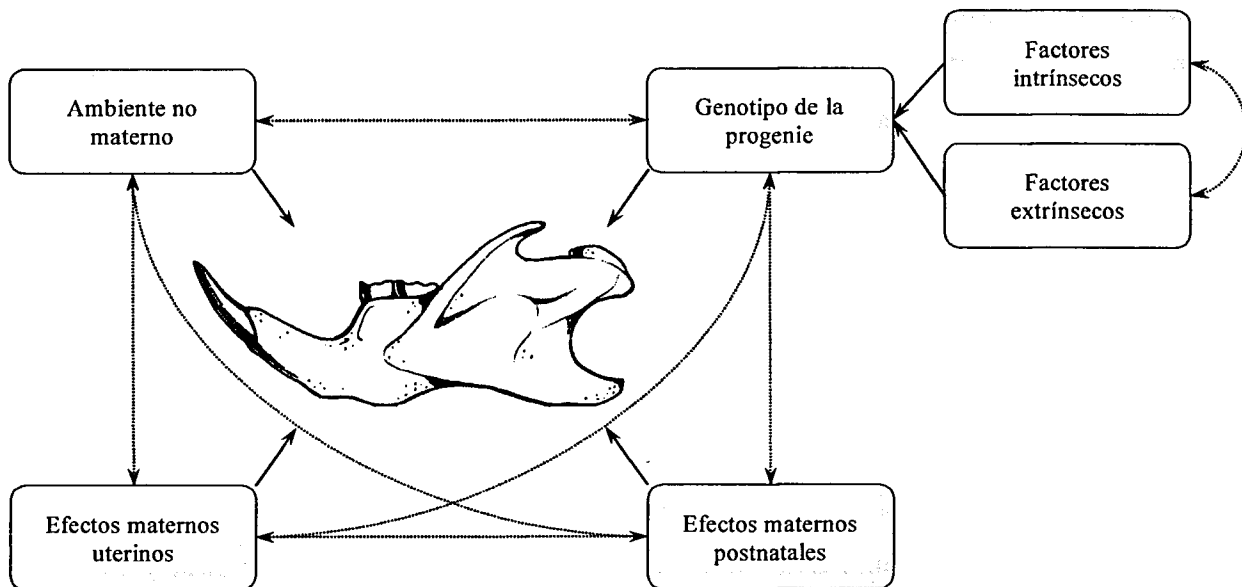 Ambiente no
materno
Genotipo de la
progenie
Factores
intrínsecos
Factores
extrínsecos
Efectos maternos
uterinos
Efectos maternos
postnatales